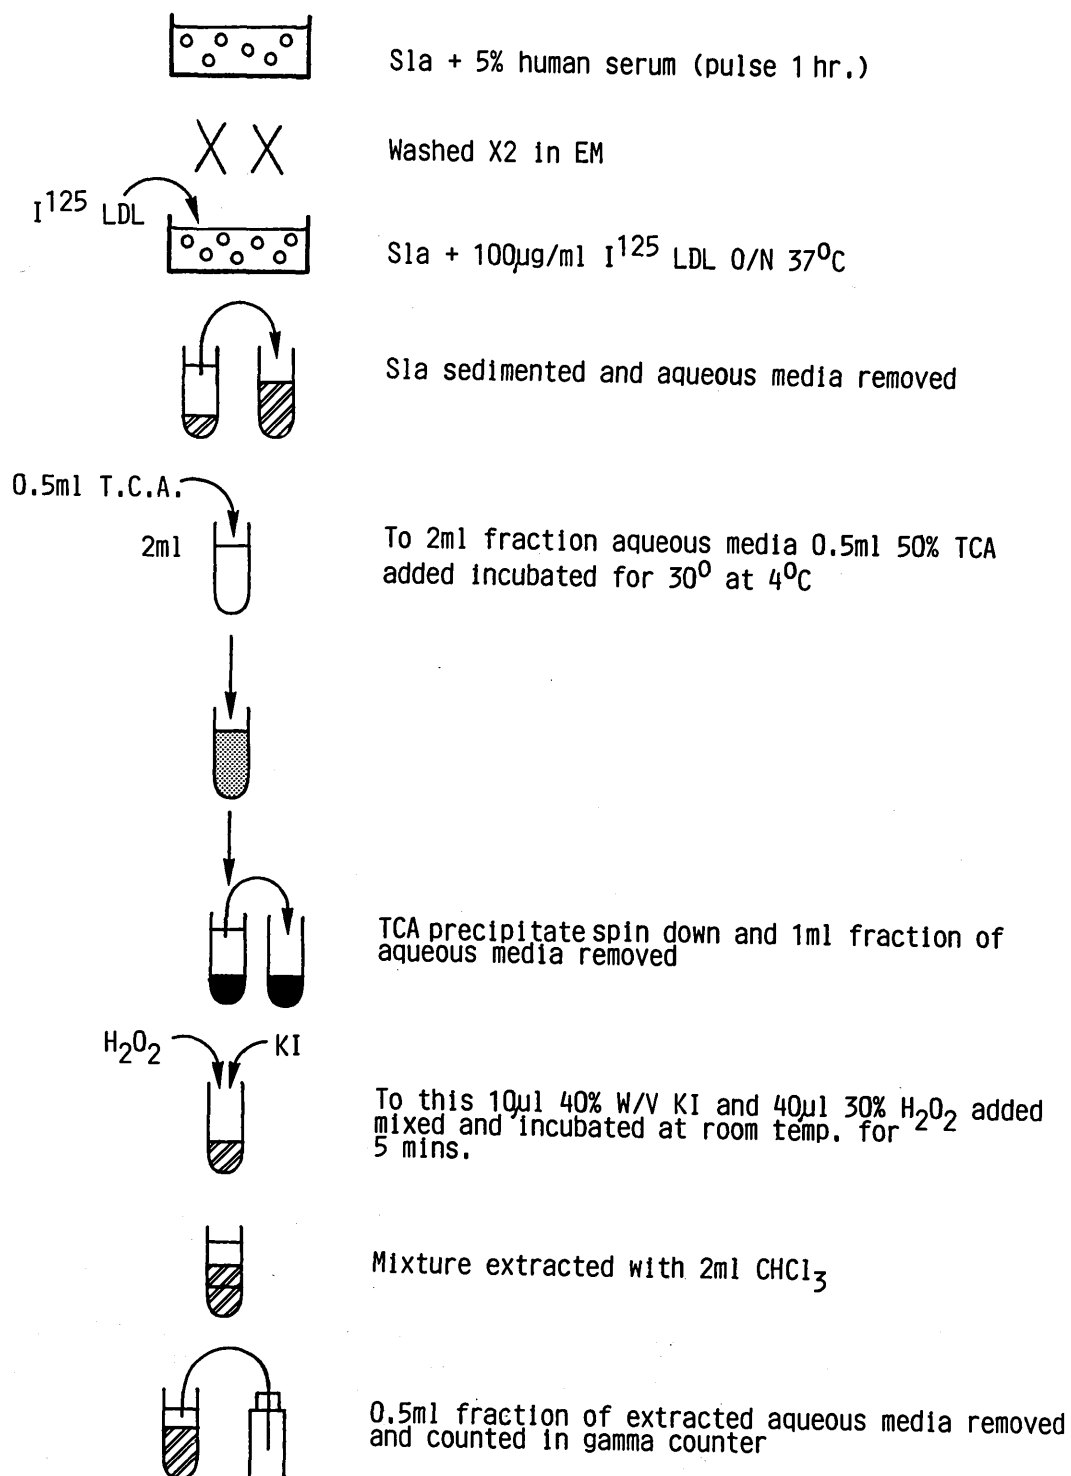 Sla + 5% human serum (pulse 1 hr.)
Washed X2 in EM
I¹²⁵ LDL
Sla + 100µg/ml I¹²⁵ LDL O/N 37⁰C
Sla sedimented and aqueous media removed
0.5ml T.C.A.
2ml
To 2ml fraction aqueous media 0.5ml 50% TCA
added incubated for 30⁰ at 4⁰C
TCA precipitate spin down and 1ml fraction of
aqueous media removed
H₂O₂
KI
To this 10µl 40% W/V KI and 40µl 30% H₂O₂ added
mixed and incubated at room temp. for
5 mins.
Mixture extracted with 2ml CHCl₃
0.5ml fraction of extracted aqueous media removed
and counted in gamma counter